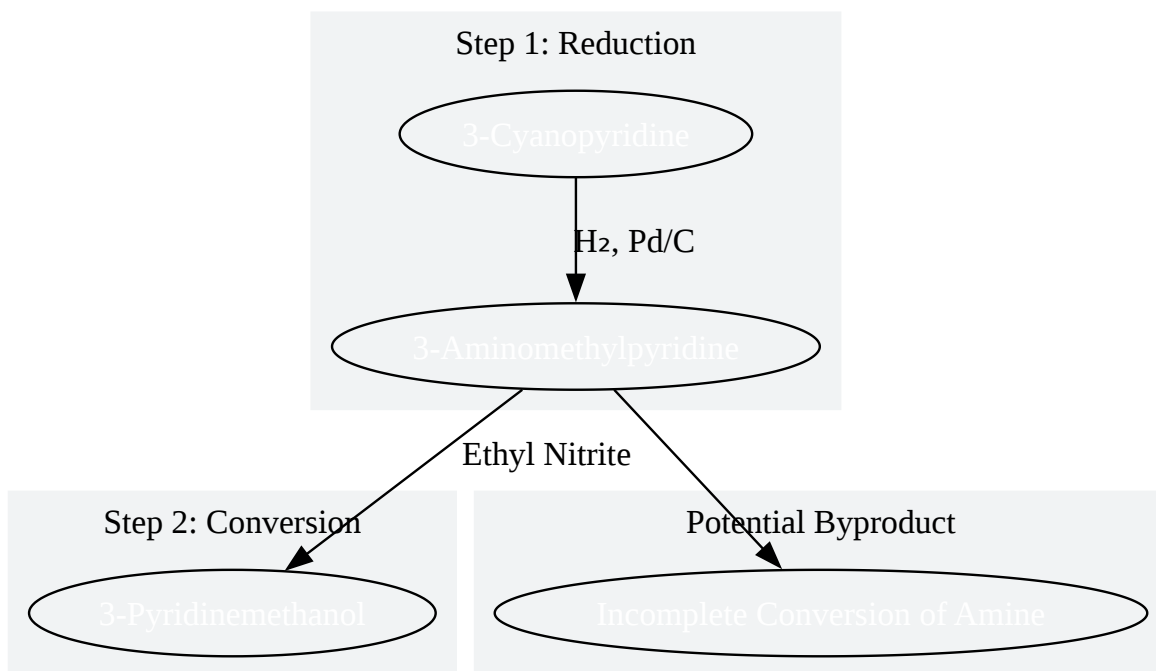 Step 1: Reduction
3-Cyanopyridine
H₂, Pd/C
3-Aminomethylpyridine
Ethyl Nitrite
Step 2: Conversion
Potential Byproduct
3-Pyridinemethanol
Incomplete Conversion of Amine